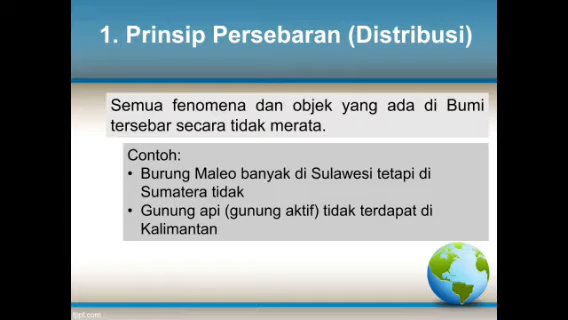 1. Prinsip Persebaran (Distribusi)
Semua fenomena dan objek yang ada di Bumi
tersebar secara tidak merata.
Contoh:
• Burung Maleo banyak di Sulawesi tetapi di
Sumatera tidak
• Gunung api (gunung aktif) tidak terdapat di
Kalimantan
fppt.com